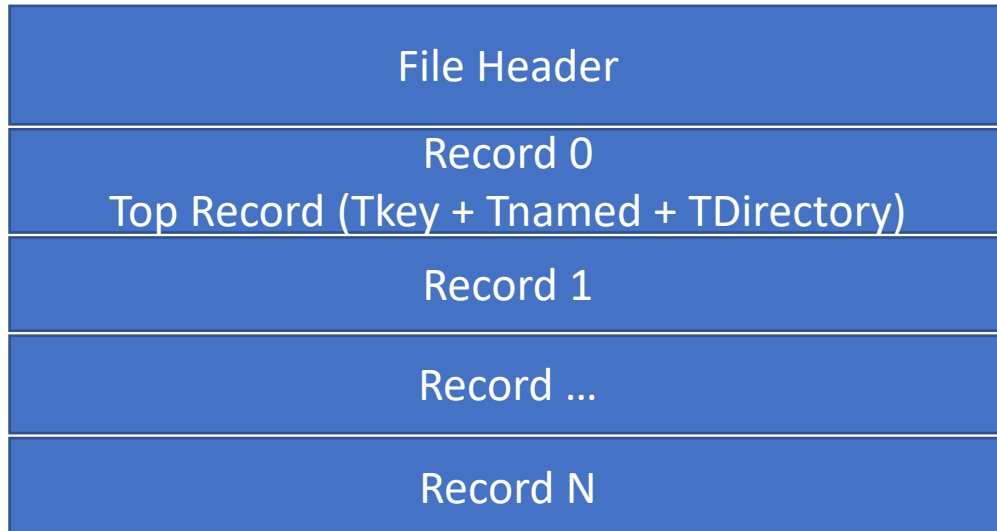 File Header
Record 0
Top Record (Tkey + Tnamed + TDirectory)
Record 1
Record ...
Record N